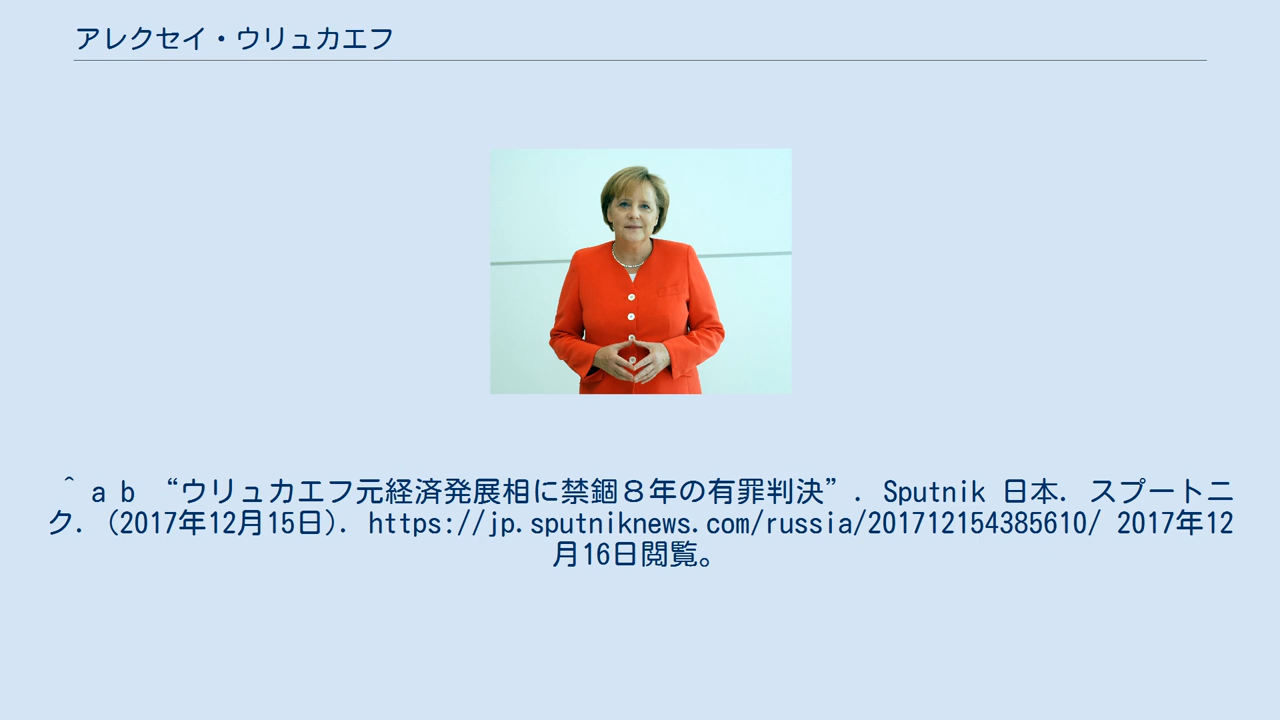 アレクセイ・ウリュカエフ
^ a b “ウリュカエフ元経済発展相に禁錮８年の有罪判決”. Sputnik 日本. スプートニ
ク. (2017年12月15日). https://jp.sputniknews.com/russia/201712154385610/ 2017年12
月16日閲覧。